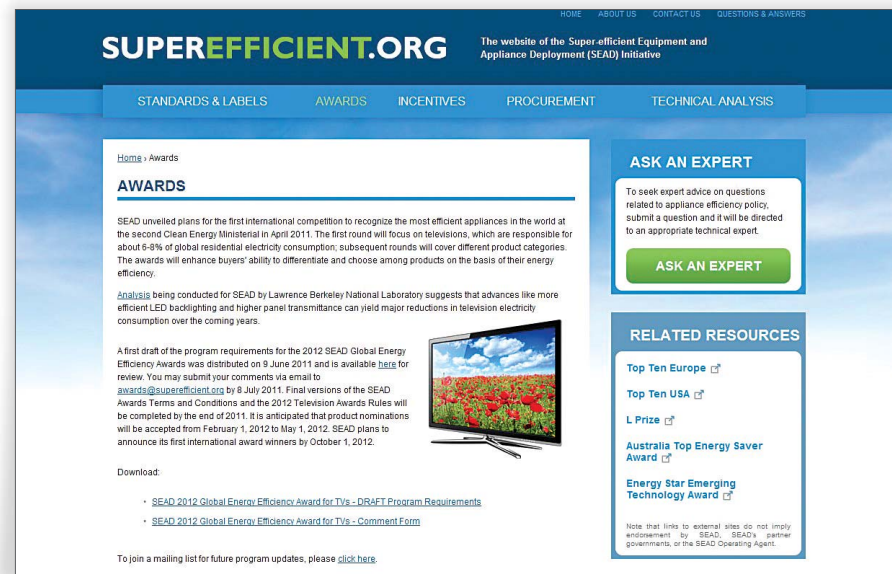 HOME ABOUT US CONTACT US QUESTIONS & ANSWERS
SUPEREFFICIENT.ORG
The website of the Super-efficient Equipment and
Appliance Deployment (SEAD) Initiative
STANDARDS & LABELS AWARDS INCENTIVES PROCUREMENT TECHNICAL ANALYSIS
Home › Awards
AWARDS
SEAD unveiled plans for the first international competition to recognize the most efficient appliances in the world at
the second Clean Energy Ministerial in April 2011. The first round will focus on televisions, which are responsible for
about 6-8% of global residential electricity consumption; subsequent rounds will cover different product categories.
The awards will enhance buyers' ability to differentiate and choose among products on the basis of their energy
efficiency.
Analysis being conducted for SEAD by Lawrence Berkeley National Laboratory suggests that advances like more
efficient LED backlighting and higher panel transmittance can yield major reductions in television electricity
consumption over the coming years.
A first draft of the program requirements for the 2012 SEAD Global Energy
Efficiency Awards was distributed on 9 June 2011 and is available here for
review. You may submit your comments via email to
awards@superefficient.org by 8 July 2011. Final versions of the SEAD
Awards Terms and Conditions and the 2012 Television Awards Rules will
be completed by the end of 2011. It is anticipated that product nominations
will be accepted from February 1, 2012 to May 1, 2012. SEAD plans to
announce its first international award winners by October 1, 2012.
Download:
• SEAD 2012 Global Energy Efficiency Award for TVs - DRAFT Program Requirements
• SEAD 2012 Global Energy Efficiency Award for TVs - Comment Form
To join a mailing list for future program updates, please click here.
ASK AN EXPERT
To seek expert advice on questions
related to appliance efficiency policy,
submit a question and it will be directed
to an appropriate technical expert.
ASK AN EXPERT
RELATED RESOURCES
Top Ten Europe
Top Ten USA
L Prize
Australia Top Energy Saver
Award
Energy Star Emerging
Technology Award
Note that links to external sites do not imply
endorsement by SEAD, SEAD's partner
governments, or the SEAD Operating Agent.